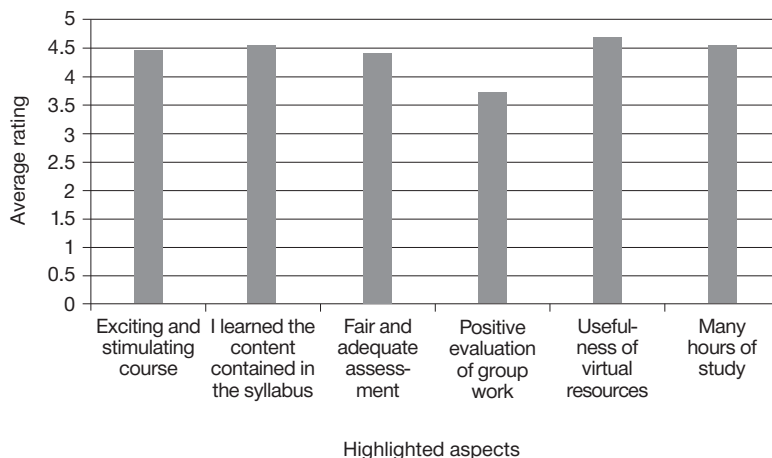 5
4.5
4
3.5
3
2.5
2
1.5
1
0.5
0
Average rating
Exciting and
stimulating
course
I learned the
content
contained in
the syllabus
Fair and
adequate
assess-
ment
Positive
evaluation
of group
work
Useful-
ness of
virtual
resources
Many
hours of
study
Highlighted aspects